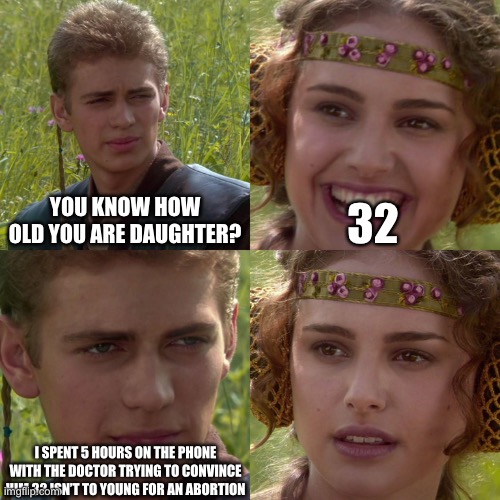 YOU KNOW HOW
OLD YOU ARE DAUGHTER?
32
I SPENT 5 HOURS ON THE PHONE
WITH THE DOCTOR TRYING TO CONVINCE
ISN'T TO YOUNG FOR AN ABORTION
imgflip.com